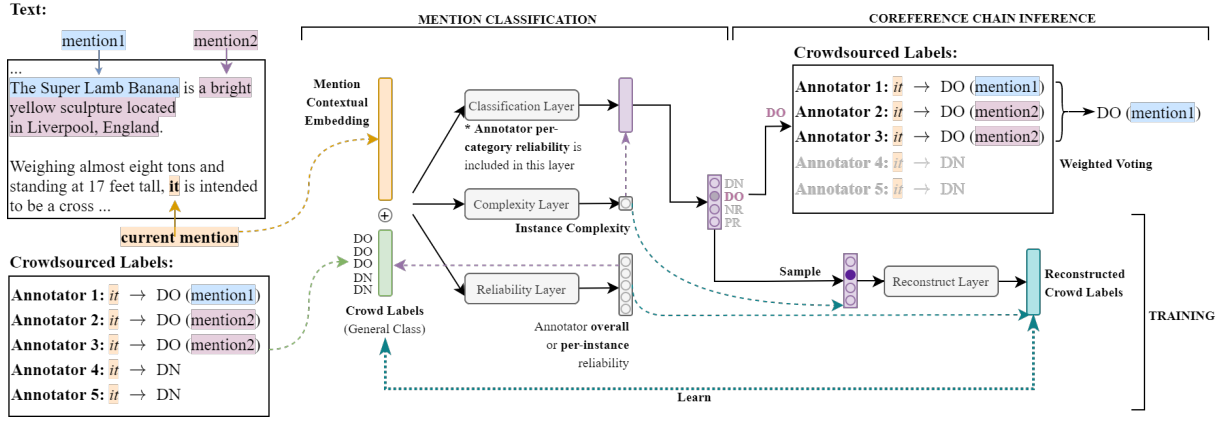 Text:
mention1
mention2
...
The Super Lamb Banana is a bright
yellow sculpture located
in Liverpool, England.
Weighing almost eight tons and
standing at 17 feet tall, it is intended
to be a cross ...
current mention
Crowdsourced Labels:
Annotator 1: it → DO (mention1)
Annotator 2: it → DO (mention2)
Annotator 3: it → DO (mention2)
Annotator 4: it → DN
Annotator 5: it → DN
MENTION CLASSIFICATION
Mention
Contextual
Embedding
DO
DO
DO
DN
DN
Crowd Labels
(General Class)
Classification Layer
* Annotator per-
category reliability is
included in this layer
Complexity Layer
Instance Complexity
Reliability Layer
Annotator overall
or per-instance
reliability
DN
DO
NR
PR
DO
COREFERENCE CHAIN INFERENCE
Crowdsourced Labels:
Annotator 1: it → DO (mention1)
Annotator 2: it → DO (mention2)
Annotator 3: it → DO (mention2)
Annotator 4: it → DN
Annotator 5: it → DN
DO (mention1)
Weighted Voting
Sample
Reconstruct Layer
Reconstructed
Crowd Labels
TRAINING
Learn